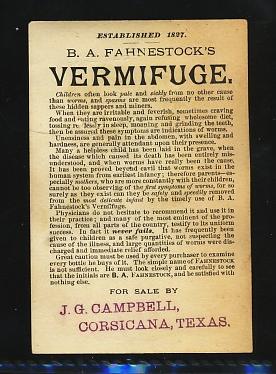 ESTABLISHED 1827.
B. A. FAHNESTOCK'S
VERMIFUGE.
Children often look pale and sickly from no other cause
than worms, and spasms are most frequently the result of
these hidden sappers and miners.
When they are irritable and feverish, sometimes craving
food and eating ravenously, again refusing wholesome diet,
tossing restlessly in sleep, moaning and grinding the teeth,
then be assured these symptoms are indications of worms.
Uneasiness and pain in the abdomen, with swelling and
hardness, are generally attendant upon their presence.
Many a helpless child has been laid in the grave, when
the disease which caused its death has been entirely mis-
understood, and when worms have really been the cause.
It has been proved beyond cavil that worms exist in the
human system from earliest infancy; therefore parents—es-
pecially mothers, who are more constantly with their children,
cannot be too observing of the first symptoms of worms, for so
surely as they exist can they be safely and speedily removed
from the most delicate infant by the timely use of B. A.
Fahnestock's Vermifuge.
Physicians do not hesitate to recommend it and use it in
their practice; and many of the most eminent of the pro-
fession, from all parts of the country, testify to its uniform
success. In fact it never fails. It has frequently been
given to children as a safe purgative, not suspecting the
cause of the illness, and large quantities of worms were dis-
charged and immediate relief afforded.
Great caution must be used by every purchaser to examine
every bottle he buys of it. The simple name of FAHNESTOCK
is not sufficient. He must look closely and carefully to see
that the initials are B. A. FAHNESTOCK, and be satisfied with
nothing else.
FOR SALE BY
J. G. CAMPBELL,
CORSICANA, TEXAS.